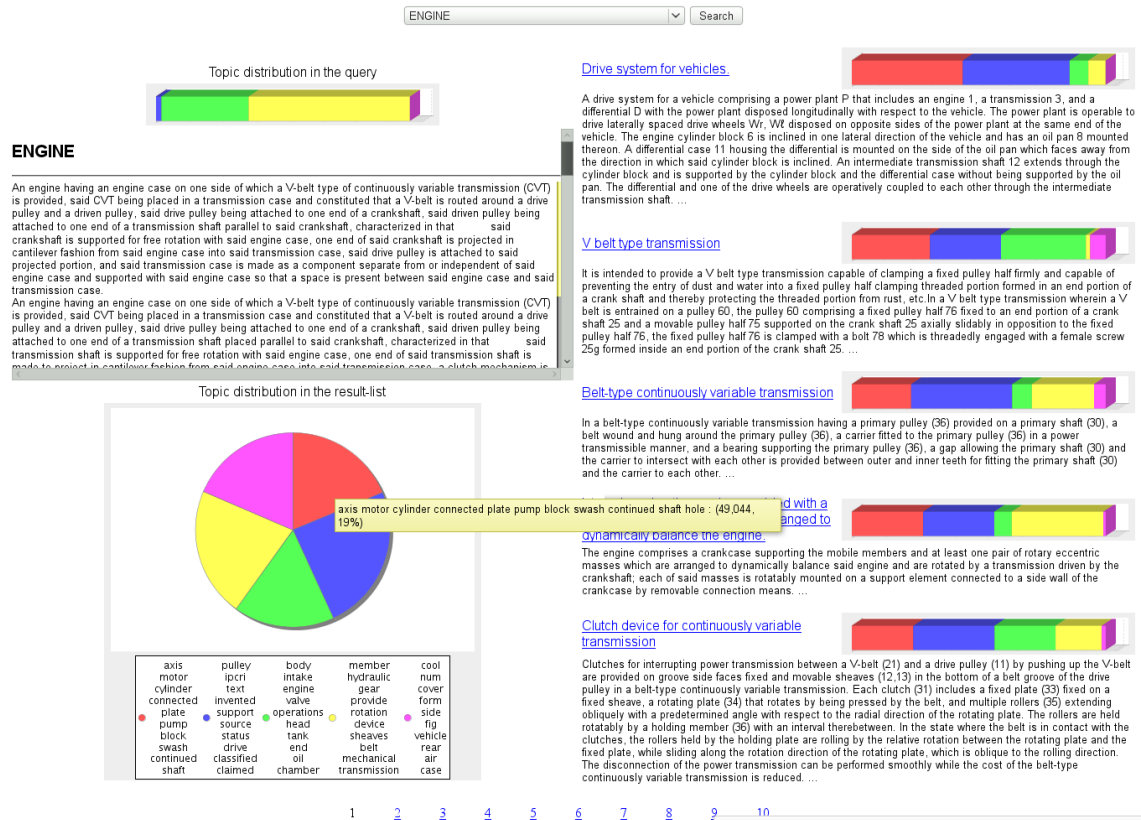 ENGINE
Search
Topic distribution in the query
ENGINE
An engine having an engine case on one side of which a V-belt type of continuously variable transmission (CVT)
is provided, said CVT being placed in a transmission case and constituted that a V-belt is routed around a drive
pulley and a driven pulley, said drive pulley being attached to one end of a crankshaft, said driven pulley being
attached to one end of a transmission shaft parallel to said crankshaft, characterized in that said
crankshaft is supported for free rotation with said engine case, one end of said crankshaft is projected in
cantilever fashion from said engine case into said transmission case, said drive pulley is attached to said
projected portion, and said transmission case is made as a component separate from or independent of said
engine case and supported with said engine case so that a space is present between said engine case and said
transmission case.
An engine having an engine case on one side of which a V-belt type of continuously variable transmission (CVT)
is provided, said CVT being placed in a transmission case and constituted that a V-belt is routed around a drive
pulley and a driven pulley, said drive pulley being attached to one end of a crankshaft, said driven pulley being
attached to one end of a transmission shaft placed parallel to said crankshaft, characterized in that said
transmission shaft is supported for free rotation with said engine case, one end of said transmission shaft is
made to project in cantilever fashion from said engine case into said transmission case, a clutch mechanism is
Topic distribution in the result-list
axis motor cylinder connected plate pump block swash continued shaft hole : (49,044,
19%)
axis pulley body member cool
motor ipcri intake hydraulic num
cylinder text engine gear cover
connected invented valve provide form
plate support operations rotation side
pump source head device fig
block status tank sheaves vehicle
swash drive end belt rear
continued classified oil mechanical air
shaft claimed chamber transmission case
Drive system for vehicles.
A drive system for a vehicle comprising a power plant P that includes an engine 1, a transmission 3, and a
differential D with the power plant disposed longitudinally with respect to the vehicle. The power plant is operable to
drive laterally spaced drive wheels Wr, Wℓ disposed on opposite sides of the power plant at the same end of the
vehicle. The engine cylinder block 6 is inclined in one lateral direction of the vehicle and has an oil pan 8 mounted
thereon. A differential case 11 housing the differential is mounted on the side of the oil pan which faces away from
the direction in which said cylinder block is inclined. An intermediate transmission shaft 12 extends through the
cylinder block and is supported by the cylinder block and the differential case without being supported by the oil
pan. The differential and one of the drive wheels are operatively coupled to each other through the intermediate
transmission shaft. ...
V belt type transmission
It is intended to provide a V belt type transmission capable of clamping a fixed pulley half firmly and capable of
preventing the entry of dust and water into a fixed pulley half clamping threaded portion formed in an end portion of
a crank shaft and thereby protecting the threaded portion from rust, etc.In a V belt type transmission wherein a V
belt is entrained on a pulley 60, the pulley 60 comprising a fixed pulley half 76 fixed to an end portion of a crank
shaft 25 and a movable pulley half 75 supported on the crank shaft 25 axially slidably in opposition to the fixed
pulley half 76, the fixed pulley half 76 is clamped with a bolt 78 which is threadedly engaged with a female screw
25g formed inside an end portion of the crank shaft 25. ...
Belt-type continuously variable transmission
In a belt-type continuously variable transmission having a primary pulley (36) provided on a primary shaft (30), a
belt wound and hung around the primary pulley (36), a carrier fitted to the primary pulley (36) in a power
transmissible manner, and a bearing supporting the primary pulley (36), a gap allowing the primary shaft (30) and
the carrier to intersect with each other is provided between outer and inner teeth for fitting the primary shaft (30)
and the carrier to each other. ...
with a
arranged to
dynamically balance the engine.
The engine comprises a crankcase supporting the mobile members and at least one pair of rotary eccentric
masses which are arranged to dynamically balance said engine and are rotated by a transmission driven by the
crankshaft; each of said masses is rotatably mounted on a support element connected to a side wall of the
crankcase by removable connection means. ...
Clutch device for continuously variable
transmission
Clutches for interrupting power transmission between a V-belt (21) and a drive pulley (11) by pushing up the V-belt
are provided on groove side faces fixed and movable sheaves (12,13) in the bottom of a belt groove of the drive
pulley in a belt-type continuously variable transmission. Each clutch (31) includes a fixed plate (33) fixed on a
fixed sheave, a rotating plate (34) that rotates by being pressed by the belt, and multiple rollers (35) extending
obliquely with a predetermined angle with respect to the radial direction of the rotating plate. The rollers are held
rotatably by a holding member (36) with an interval therebetween. In the state where the belt is in contact with the
clutches, the rollers held by the holding plate are rolling by the relative rotation between the rotating plate and the
fixed plate, while sliding along the rotation direction of the rotating plate, which is oblique to the rolling direction.
The disconnection of the power transmission can be performed smoothly while the cost of the belt-type
continuously variable transmission is reduced. ...
1 2 3 4 5 6 7 8 9 10